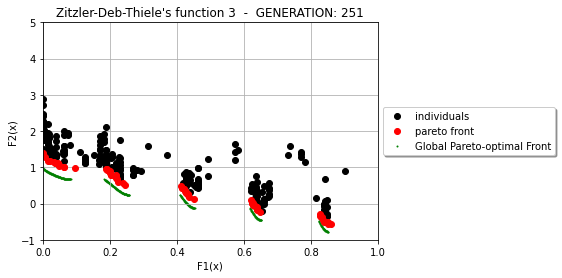 Zitzler-Deb-Thiele's function 3 - GENERATION: 251
5
4
3
2
1
0
−1
F2(x)
0.0 0.2 0.4 0.6 0.8 1.0
F1(x)
individuals
pareto front
Global Pareto-optimal Front